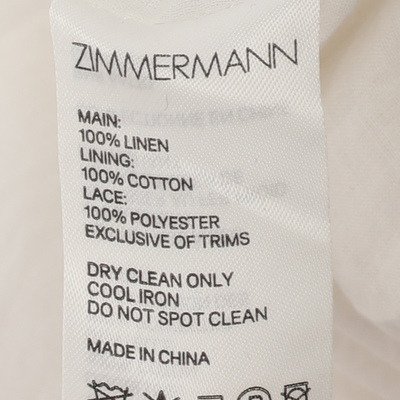 ZIMMERMANN
MAIN:
100% LINEN
LINING:
100% COTTON
LACE:
100% POLYESTER
EXCLUSIVE OF TRIMS
DRY CLEAN ONLY
COOL IRON
DO NOT SPOT CLEAN
MADE IN CHINA